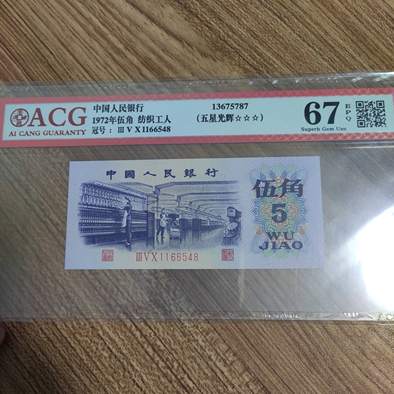 ACG
AI CANG GUARANTY
中国人民银行
1972年伍角 纺织工人
冠号：ⅢⅤⅩ1166548
13675787
(五星光辉☆☆☆)
67 EPQ
Superb Gem Unc
中國人民銀行
伍角
5
WU
JIAO
ⅢⅤⅩ1166548